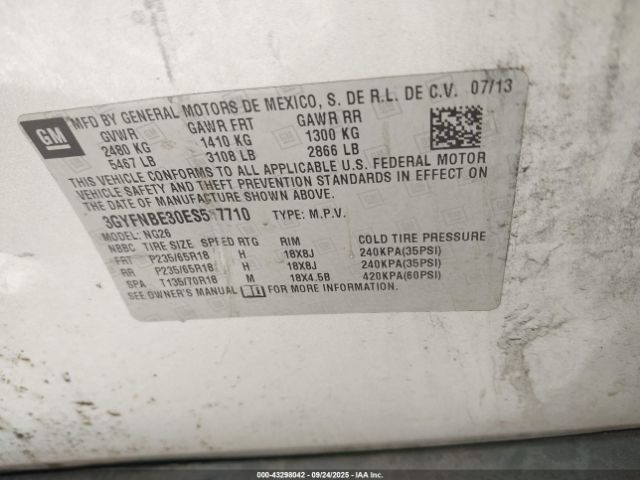 GM
MFD BY GENERAL MOTORS DE MEXICO, S. DE R.L. DE C.V. 07/13
GVWR GAWR FRT GAWR RR
2480 KG 1410 KG 1300 KG
5467 LB 3108 LB 2866 LB
THIS VEHICLE CONFORMS TO ALL APPLICABLE U.S. FEDERAL MOTOR
VEHICLE SAFETY AND THEFT PREVENTION STANDARDS IN EFFECT ON
THE DATE OF MANUFACTURE SHOWN ABOVE.
TYPE: M.P.V.
MODEL: NG26
NBBC TIRE SIZE SPEED RTG RIM COLD TIRE PRESSURE
FRT P235/65R18 H 18X8J 240KPA(35PSI)
RR P235/65R18 H 18X8J 240KPA(35PSI)
SPA T135/70R18 M 18X4.5B 420KPA(60PSI)
SEE OWNER'S MANUAL FOR ADDITIONAL INFORMATION.
000-43298042 - 09/24/2025 - IAA Inc.